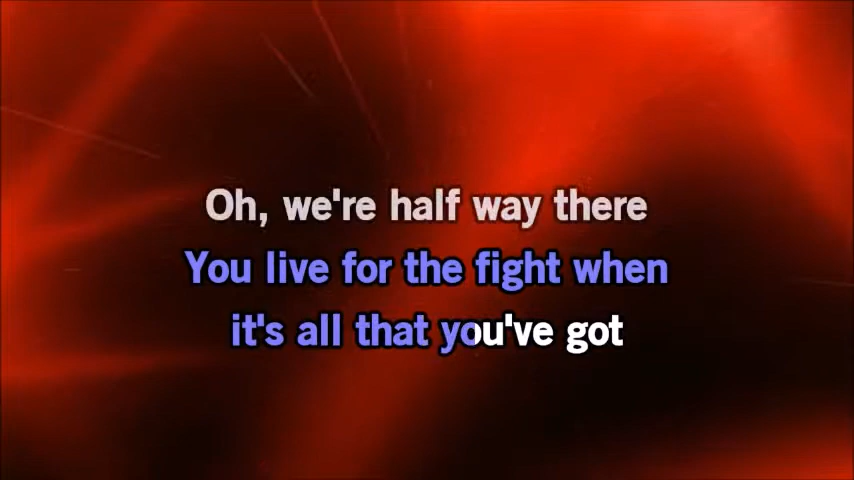 Oh, we're half way there
You live for the fight when
it's all that you've got